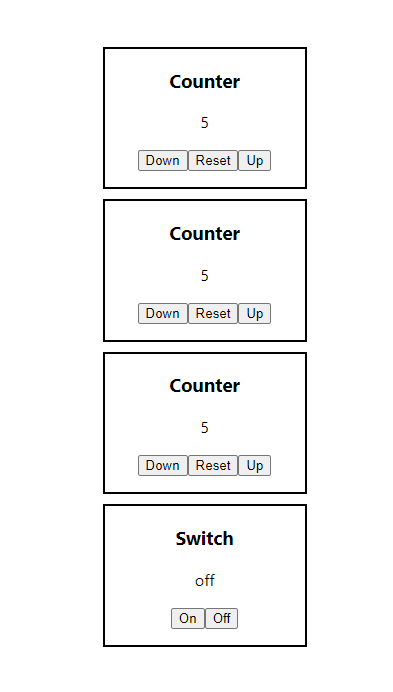 Counter
5
Down Reset Up
Counter
5
Down Reset Up
Counter
5
Down Reset Up
Switch
off
On Off